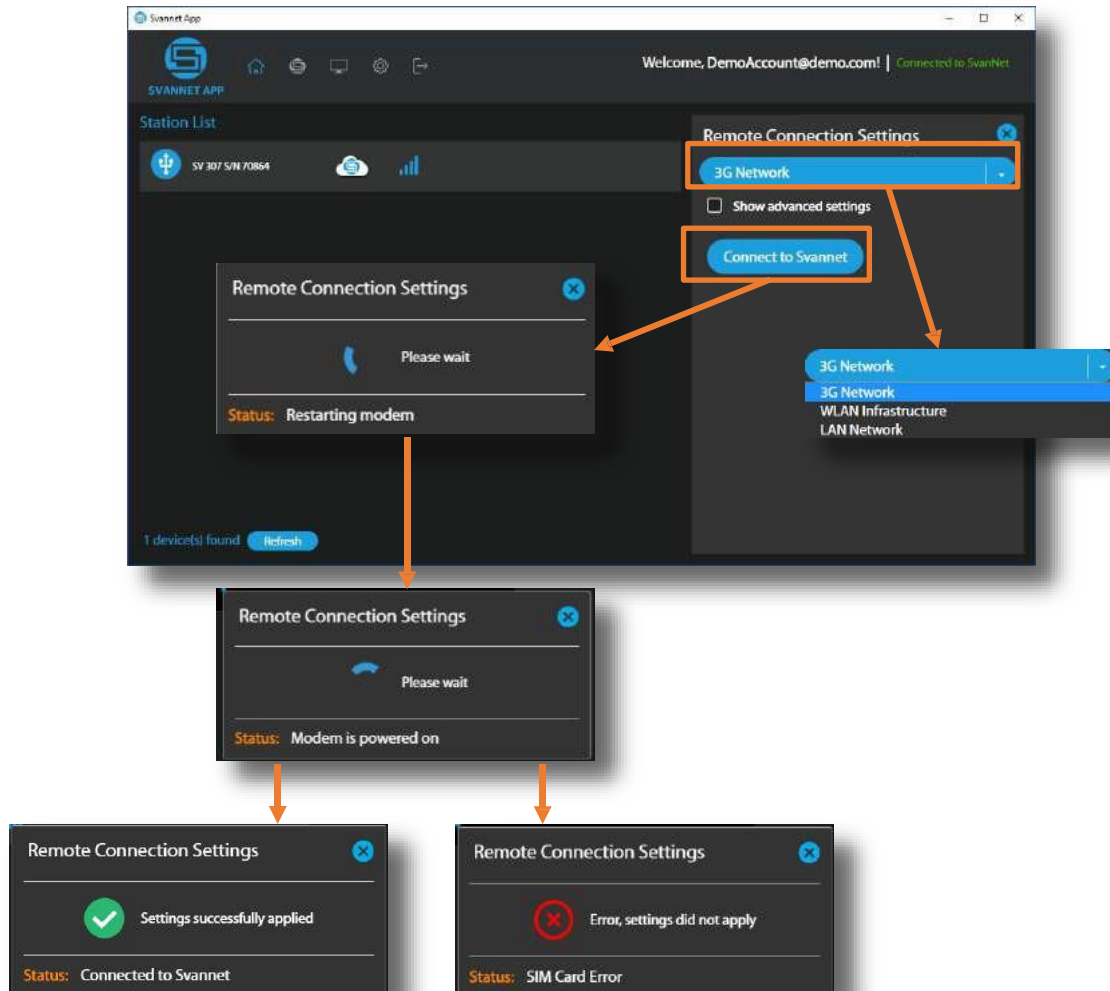 Svannet App
Welcome, DemoAccount@demo.com! | Connected to SvanNet
SVANNET APP
Station List
SV 307 S/N 70864
Remote Connection Settings
3G Network
Show advanced settings
Connect to Svannet
Remote Connection Settings
Please wait
Status: Restarting modem
3G Network
3G Network
WLAN Infrastructure
LAN Network
1 device(s) found Refresh
Remote Connection Settings
Please wait
Status: Modem is powered on
Remote Connection Settings
Settings successfully applied
Status: Connected to Svannet
Remote Connection Settings
Error, settings did not apply
Status: SIM Card Error